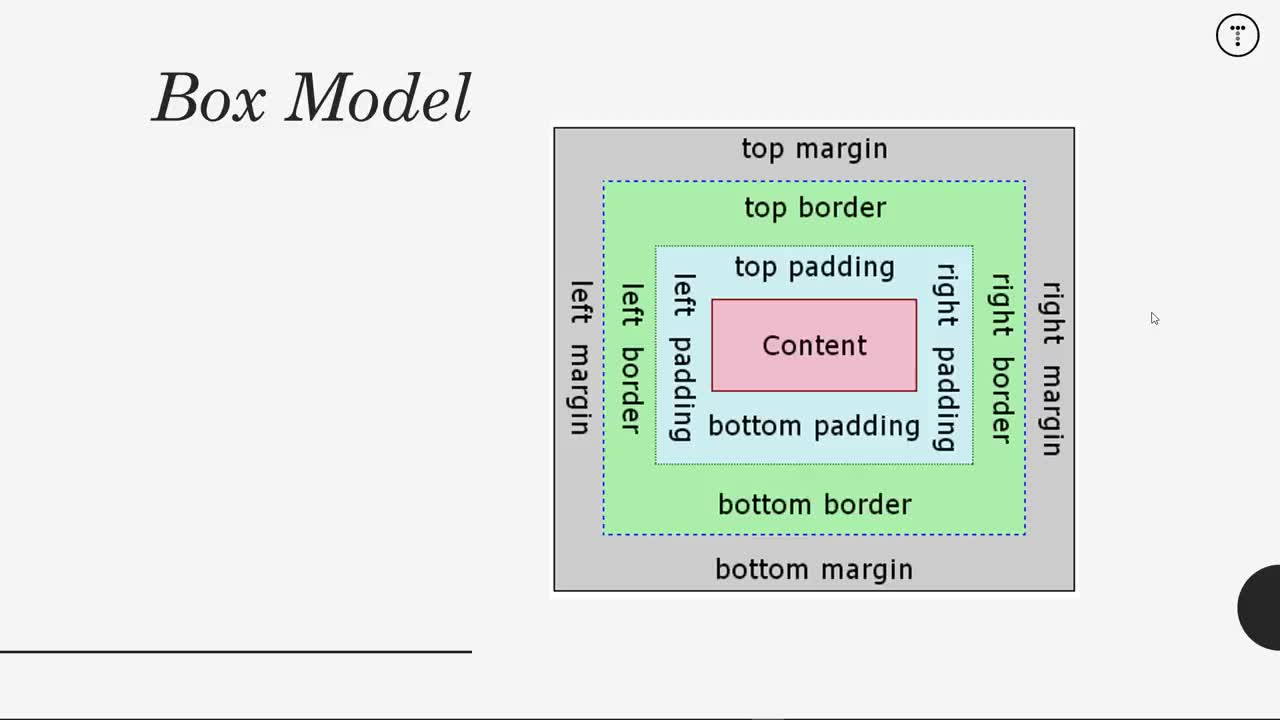 Box Model
top margin
top border
top padding
left margin
left border
left padding
Content
right padding
right border
right margin
bottom padding
bottom border
bottom margin